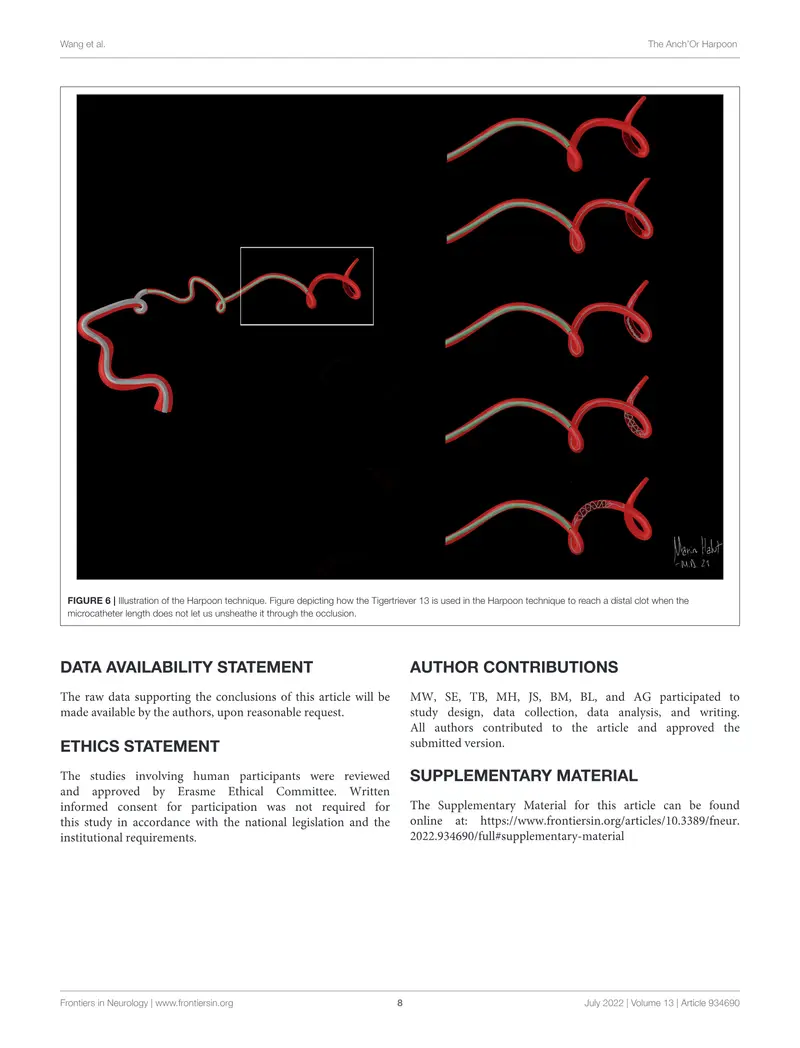 Wang et al.
The Anch'Or Harpoon
FIGURE 6 | Illustration of the Harpoon technique. Figure depicting how the Tigertriever 13 is used in the Harpoon technique to reach a distal clot when the
microcatheter length does not let us unsheathe it through the occlusion.
DATA AVAILABILITY STATEMENT
The raw data supporting the conclusions of this article will be
made available by the authors, upon reasonable request.
ETHICS STATEMENT
The studies involving human participants were reviewed
and approved by Erasme Ethical Committee. Written
informed consent for participation was not required for
this study in accordance with the national legislation and the
institutional requirements.
AUTHOR CONTRIBUTIONS
MW, SE, TB, MH, JS, BM, BL, and AG participated to
study design, data collection, data analysis, and writing.
All authors contributed to the article and approved the
submitted version.
SUPPLEMENTARY MATERIAL
The Supplementary Material for this article can be found
online at: https://www.frontiersin.org/articles/10.3389/fneur.
2022.934690/full#supplementary-material
Frontiers in Neurology | www.frontiersin.org
8
July 2022 | Volume 13 | Article 934690